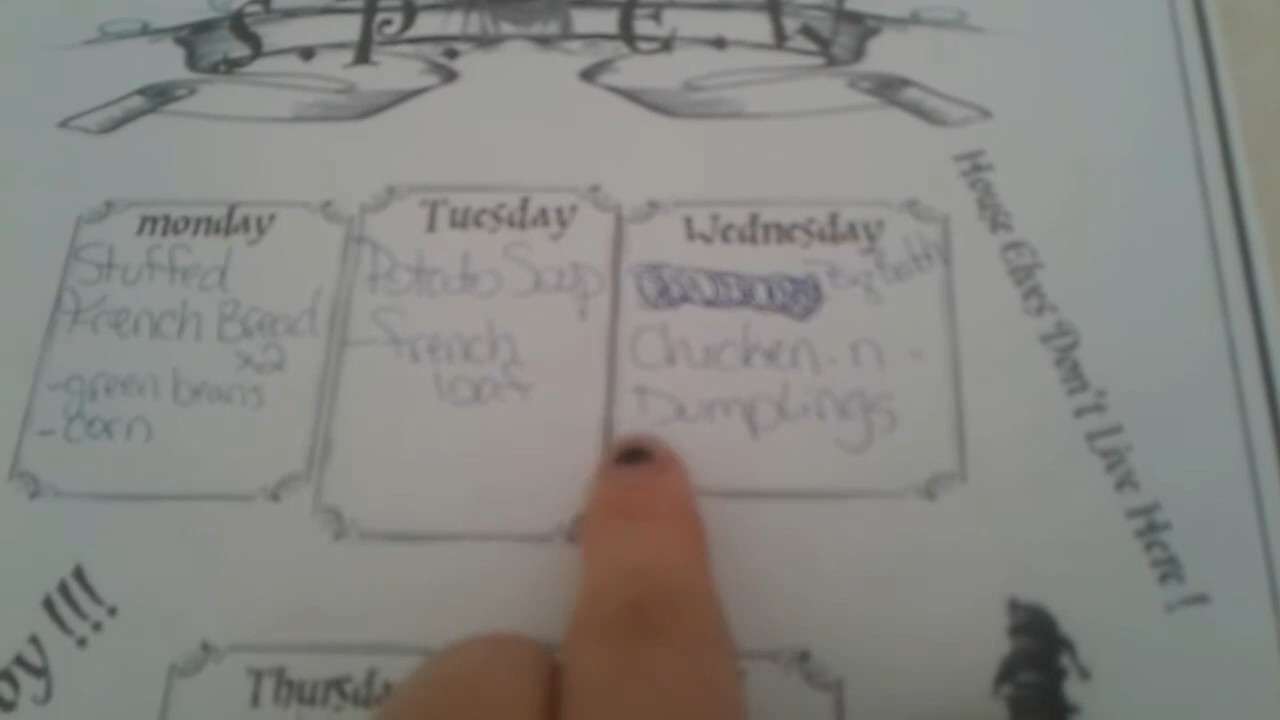 S.P.E.W
monday
Stuffed
French Bread
x2
-green beans
-corn
Tuesday
Potato Soup
-french
loaf
Wednesday
Chicken-n-
Dumplings
House Elves Don't Live Here!
!!!